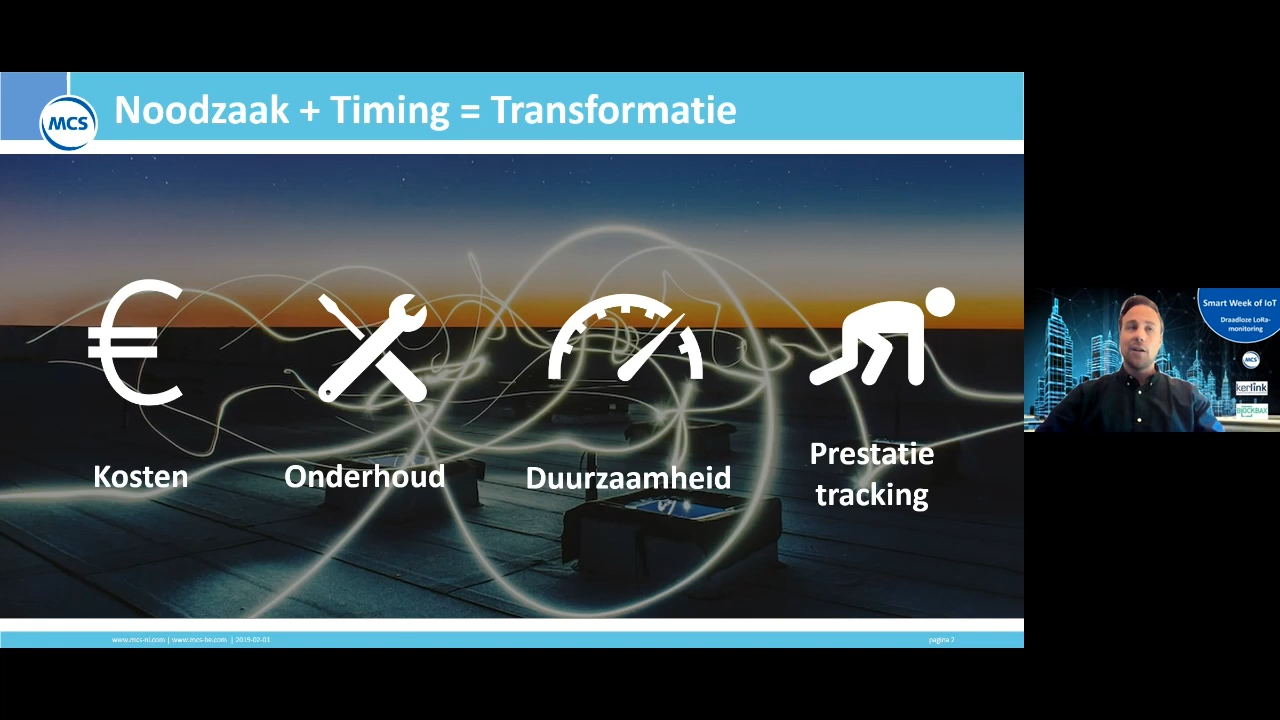 MCS
Noodzaak + Timing = Transformatie
€
Kosten
Onderhoud
Duurzaamheid
Prestatie
tracking
www.mcs-nl.com | www.mcs-be.com | 2019-02-01
pagina 2
Smart Week of IoT
Draadloze LoRa-
monitoring
MCS
kerlink
BLOCKBAX